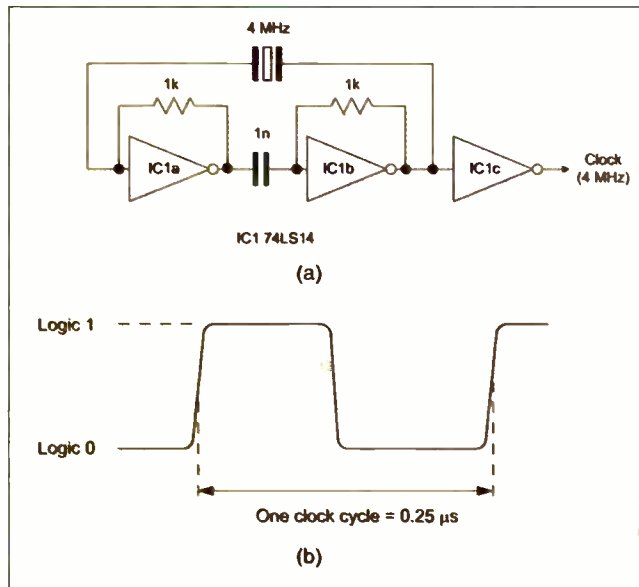 4 MHz
1k
1k
1n
IC1a
IC1b
IC1c
Clock
(4 MHz)
IC1 74LS14
(a)
Logic 1
Logic 0
One clock cycle = 0.25 µs
(b)